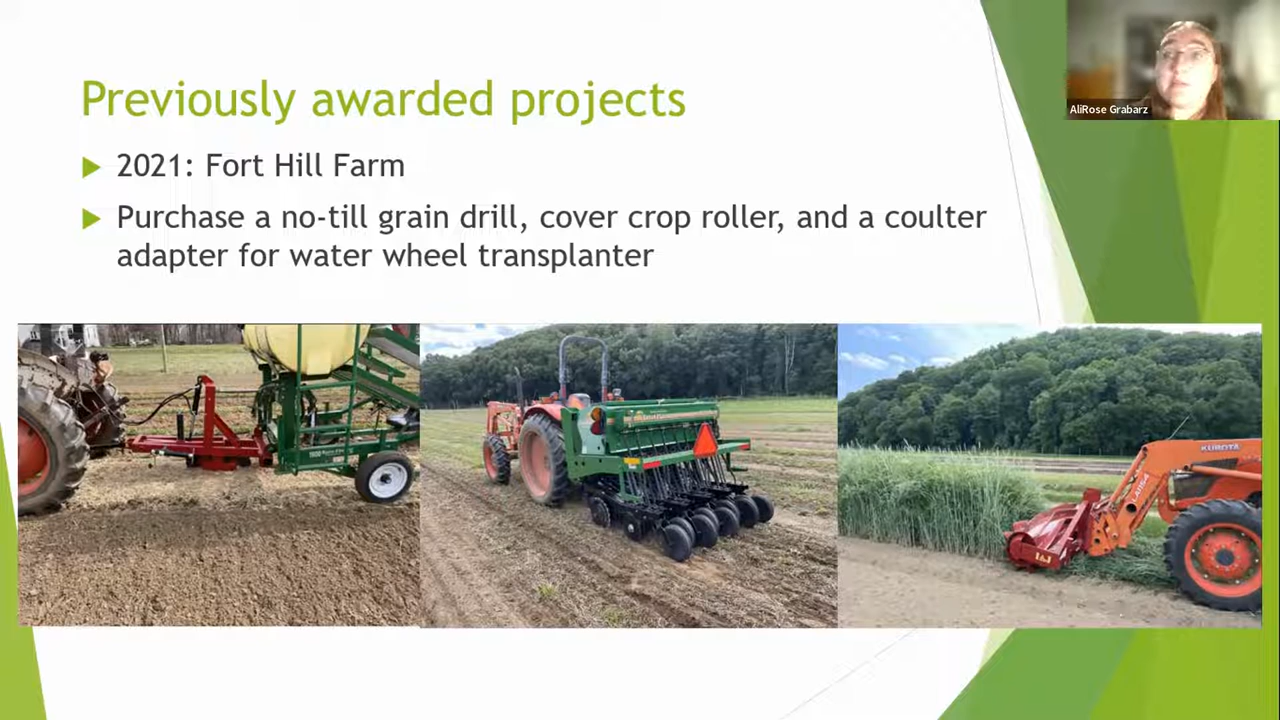 AliRose Grabarz
Previously awarded projects
2021: Fort Hill Farm
Purchase a no-till grain drill, cover crop roller, and a coulter
adapter for water wheel transplanter
KUBOTA
LA1154
I&J